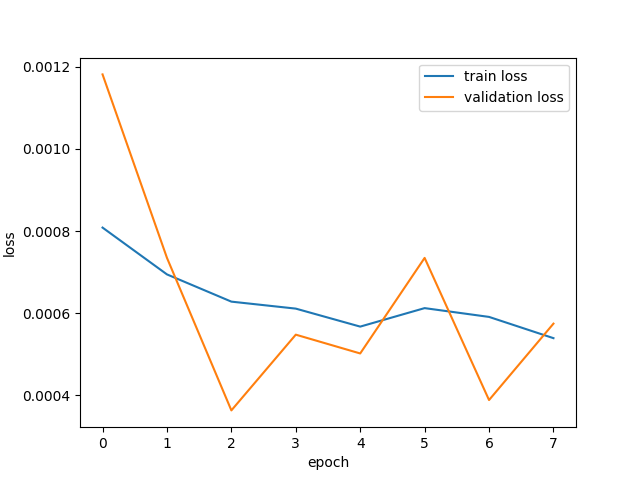 train loss
validation loss
0.0012
0.0010
0.0008
0.0006
0.0004
loss
0 1 2 3 4 5 6 7
epoch